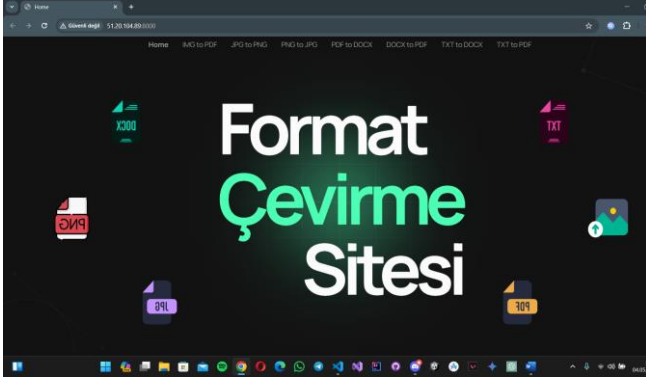 Home
Güvenli değil 51.20.104.89:8000
Home IMG to PDF JPG to PNG PNG to JPG PDF to DOCX DOCX to PDF TXT to DOCX TXT to PDF
DOCX
TXT
Format
Çevirme
Sitesi
PNG
JPG
PDF